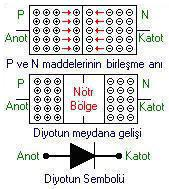 P N
Anot Katot
P ve N maddelerinin birleşme anı
P N
Nötr
Bölge
Anot Katot
Diyotun meydana gelişi
Anot Katot
Diyotun Sembolü